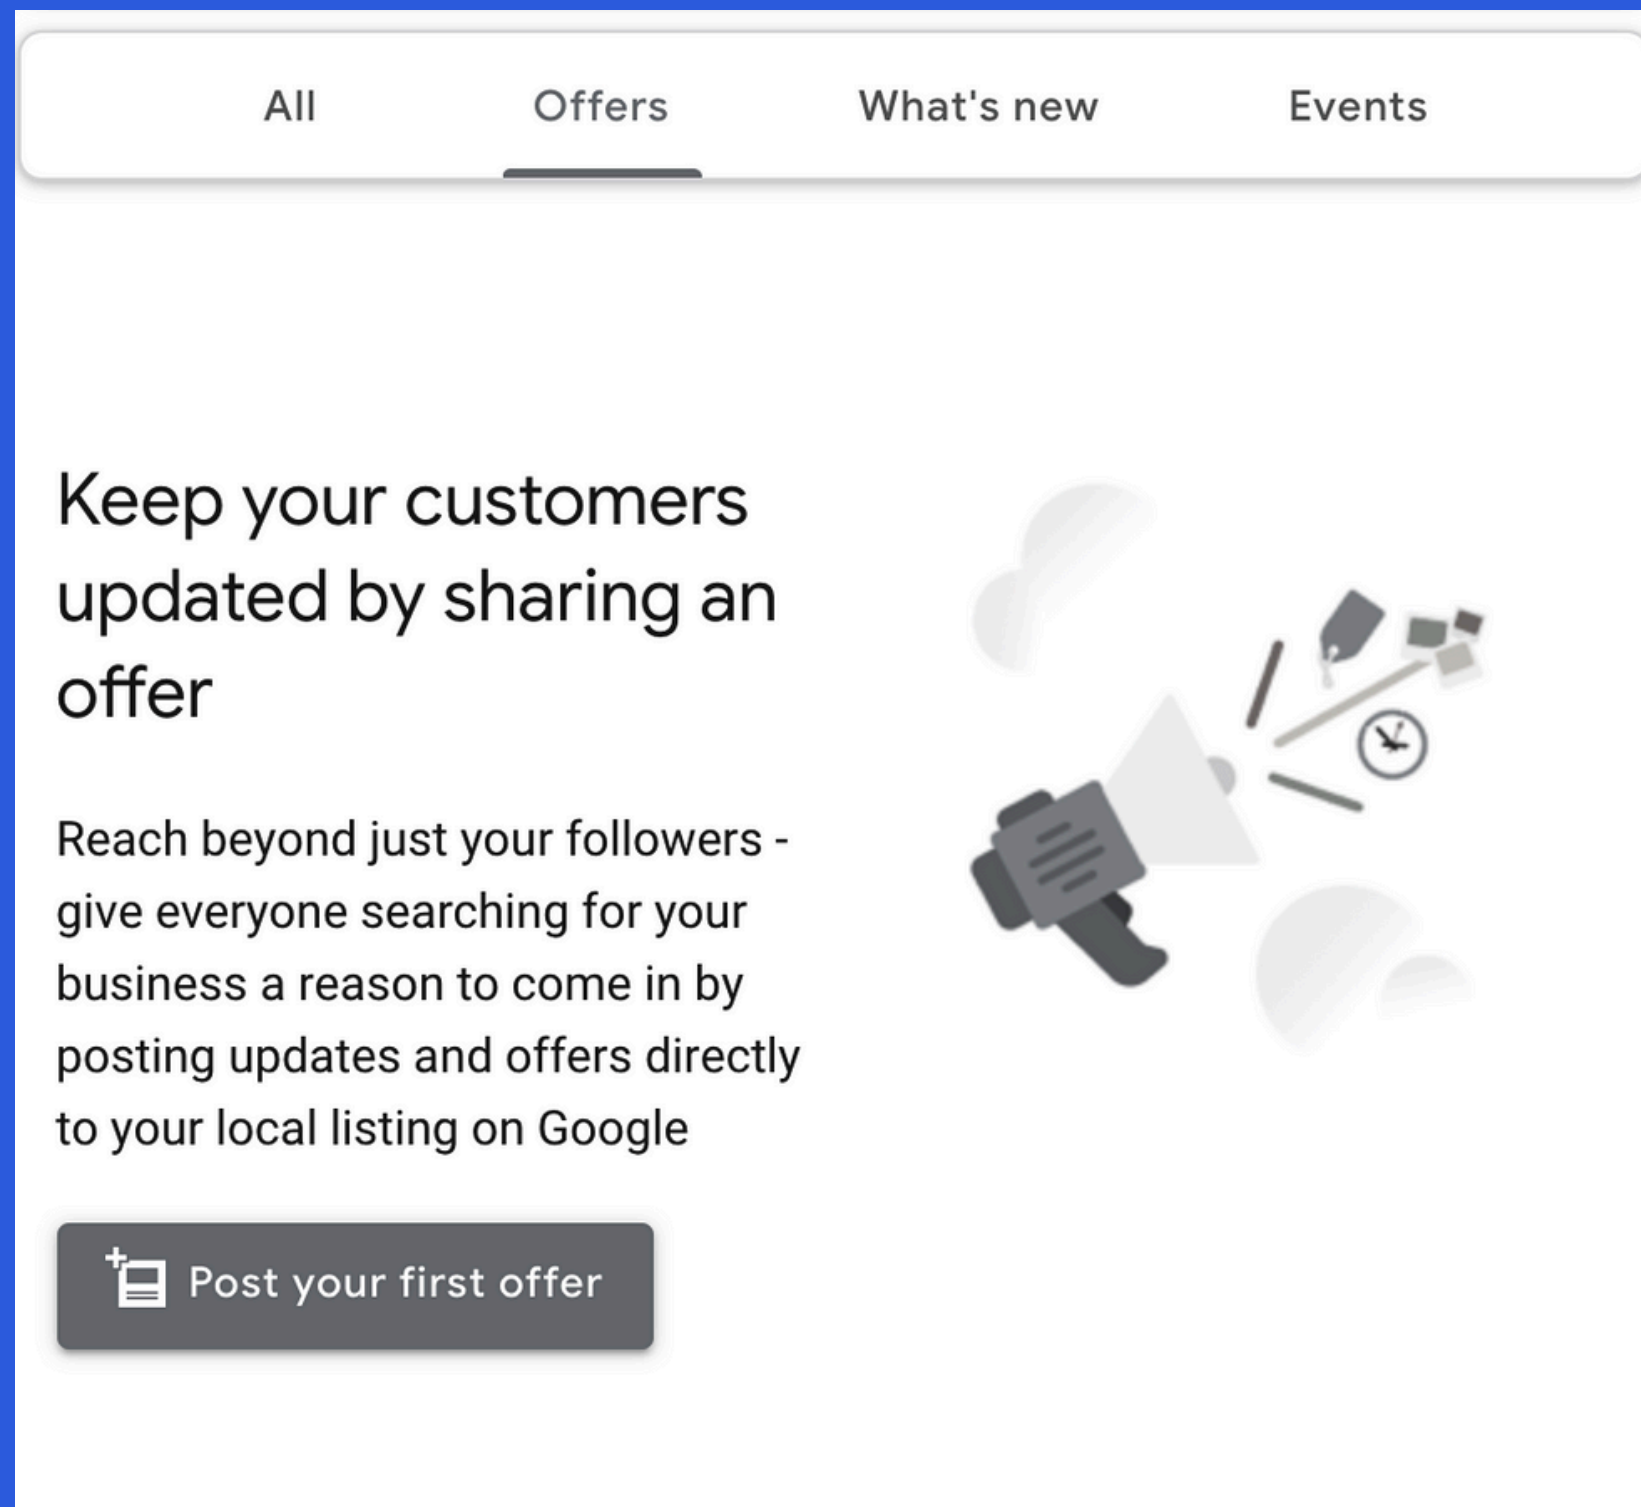 All Offers What's new Events
Keep your customers
updated by sharing an
offer
Reach beyond just your followers -
give everyone searching for your
business a reason to come in by
posting updates and offers directly
to your local listing on Google
Post your first offer